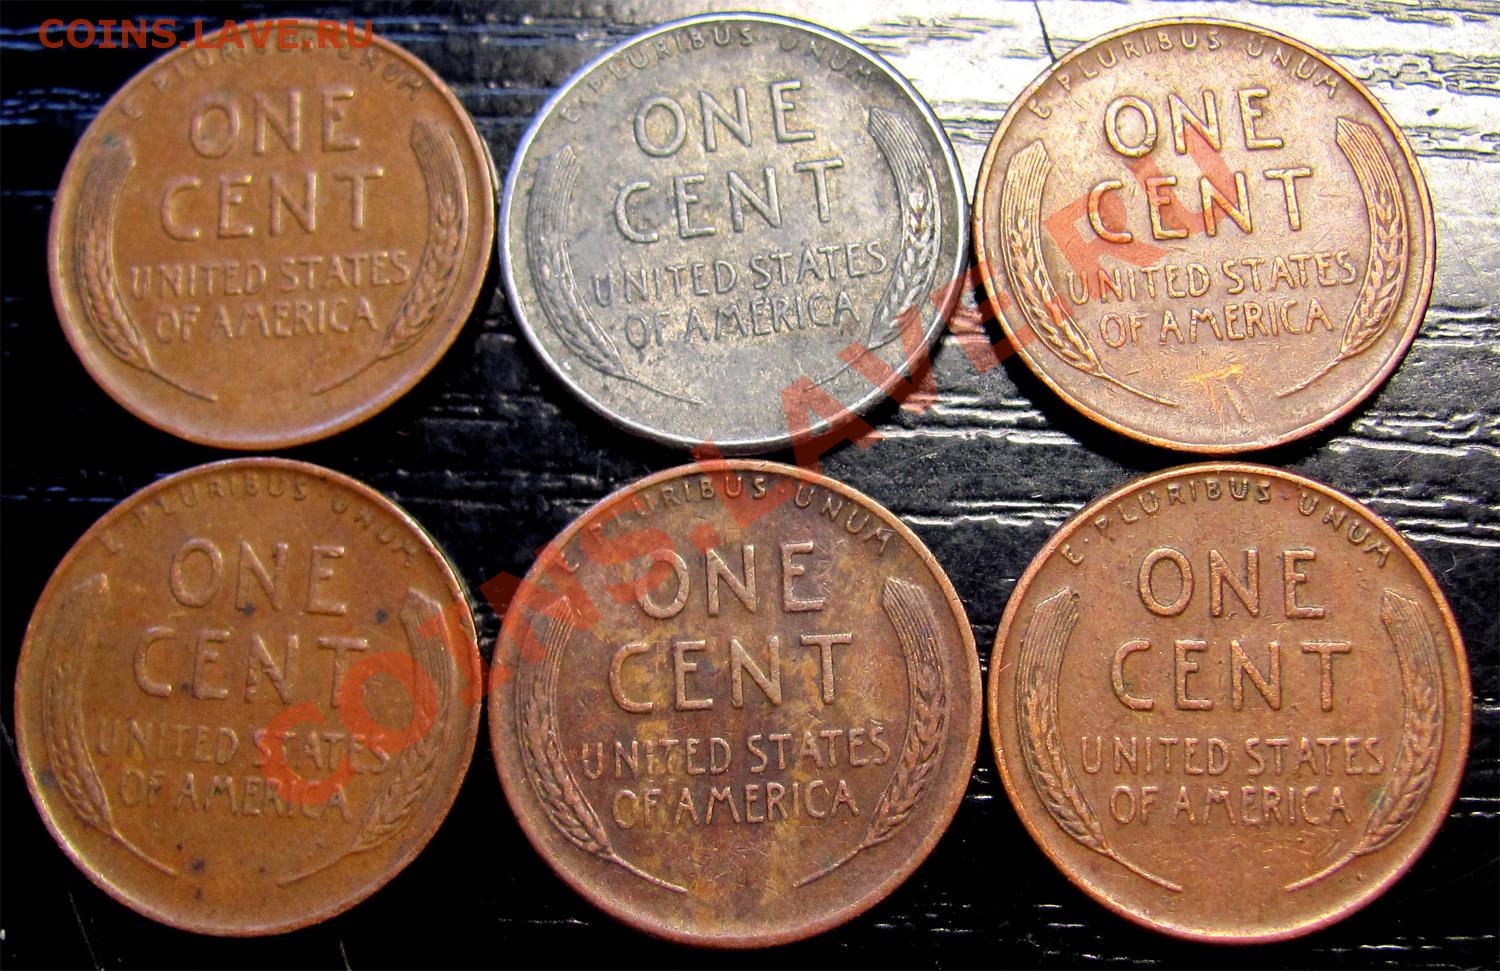 COINS.LAVE.RU
E·PLURIBUS·UNUM
ONE
CENT
UNITED STATES
OF AMERICA
E·PLURIBUS·UNUM
ONE
CENT
UNITED STATES
OF AMERICA
E·PLURIBUS·UNUM
ONE
CENT
UNITED STATES
OF AMERICA
E·PLURIBUS·UNUM
ONE
CENT
UNITED STATES
OF AMERICA
E·PLURIBUS·UNUM
ONE
CENT
UNITED STATES
OF AMERICA
E·PLURIBUS·UNUM
ONE
CENT
UNITED STATES
OF AMERICA
COINS.LAVE.RU